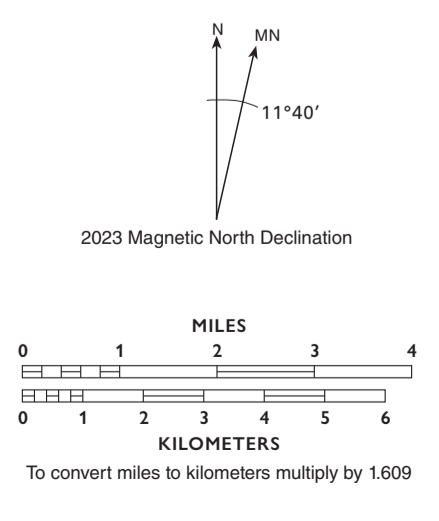 N MN
11°40′
2023 Magnetic North Declination
MILES
0 1 2 3 4
0 1 2 3 4 5 6
KILOMETERS
To convert miles to kilometers multiply by 1.609